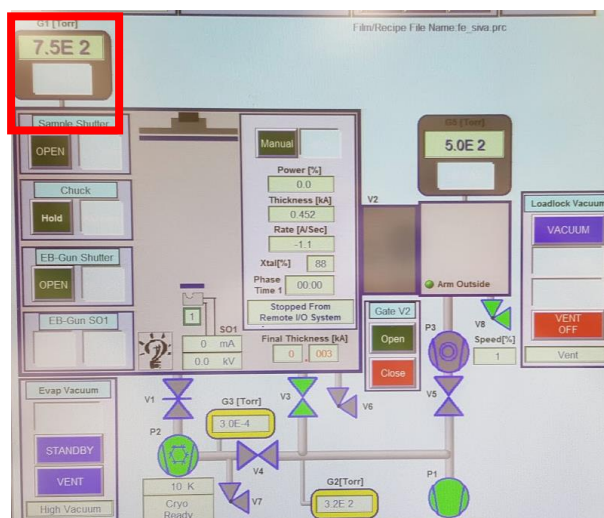 Film/Recipe File Name:fe_siva.prc
G1 [Torr]
7.5E 2
Sample Shutter
OPEN
Chuck
Hold
EB-Gun Shutter
OPEN
EB-Gun SO1
Manual
Power [%]
0.0
Thickness [kA]
0.452
Rate [A/Sec]
-1.1
Xtal[%]
88
Phase
Time 1
00:00
Stopped From
Remote I/O System
1
SO1
0 mA
0.0 kV
Final Thickness [kA]
0 . 003
V2
G5 [Torr]
5.0E 2
Arm Outside
Gate V2
Open
Close
Loadlock Vacuum
VACUUM
VENT
OFF
Vent
V8
Speed[%]
1
P3
V5
P1
Evap Vacuum
STANDBY
VENT
High Vacuum
V1
P2
10 K
Cryo
Ready
G3 [Torr]
3.0E-4
V3
V6
V4
V7
G2[Torr]
3.2E 2